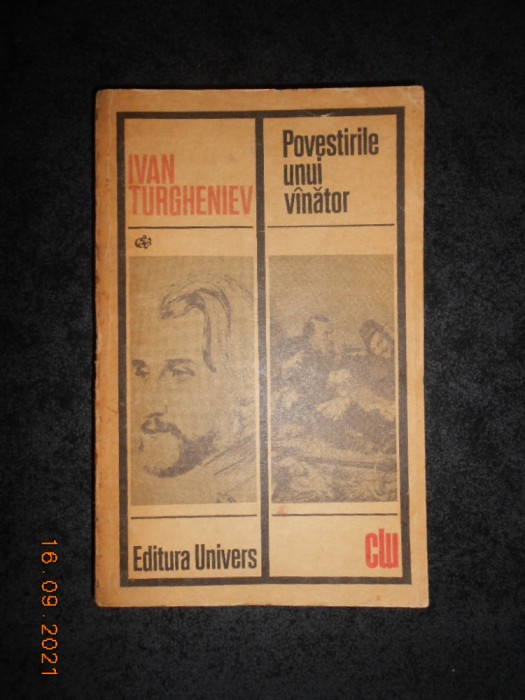 IVAN
TURGHENIEV
Povestirile
unui
vînător
Editura Univers
clu
16.09.2021